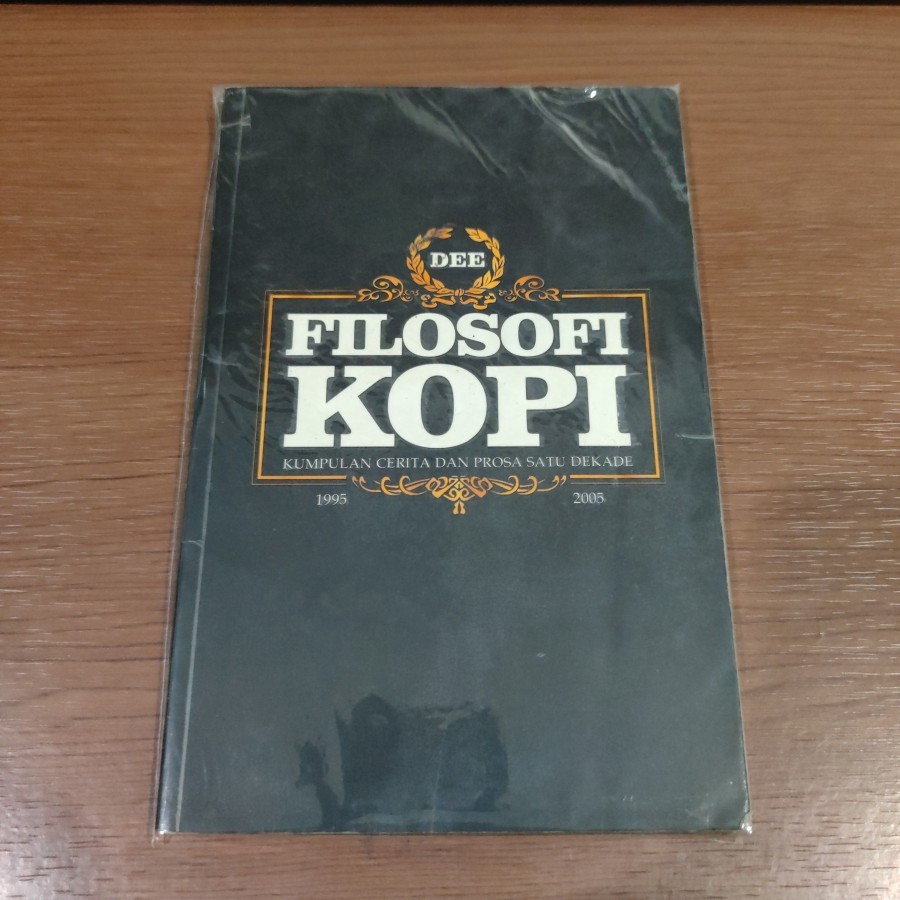 DEE
FILOSOFI
KOPI
KUMPULAN CERITA DAN PROSA SATU DEKADE
1995 2005